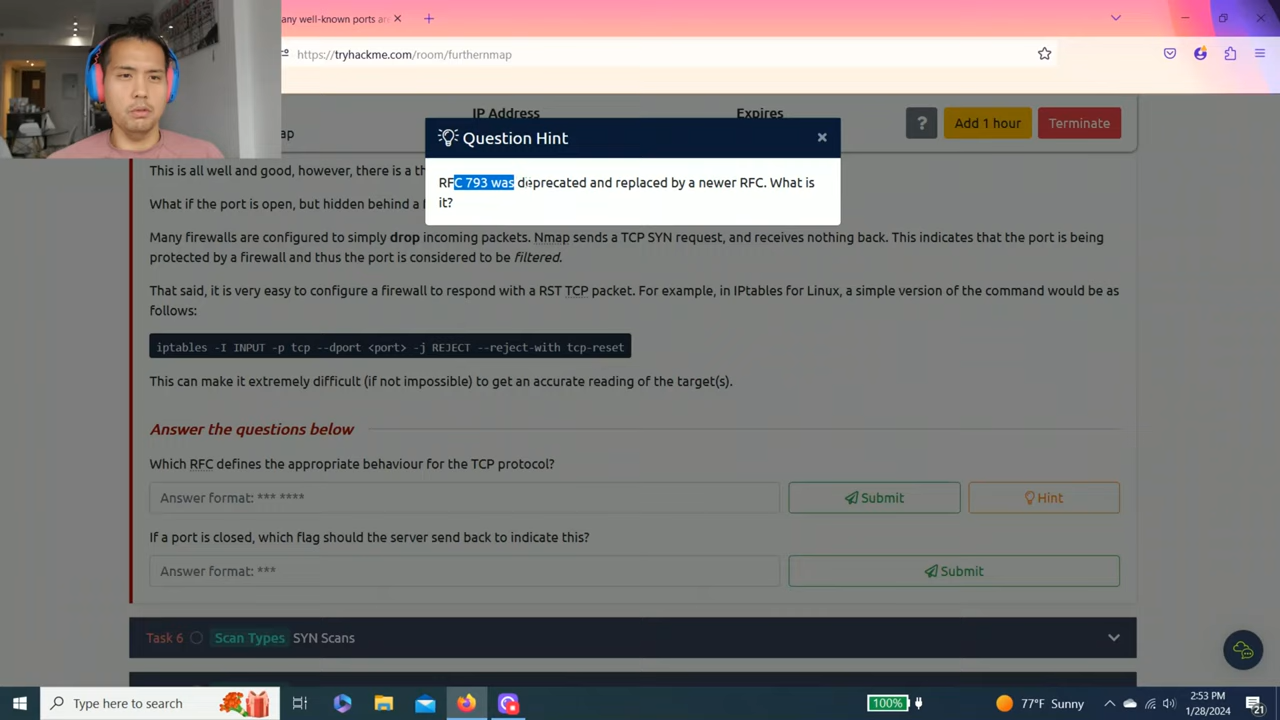 any well-known ports ar
https://tryhackme.com/room/furthernmap
IP Address
Expires
ap
?
Add 1 hour
Terminate
Question Hint
RFC 793 was deprecated and replaced by a newer RFC. What is
it?
This is all well and good, however, there is a th
What if the port is open, but hidden behind a f
Many firewalls are configured to simply drop incoming packets. Nmap sends a TCP SYN request, and receives nothing back. This indicates that the port is being
protected by a firewall and thus the port is considered to be filtered.
That said, it is very easy to configure a firewall to respond with a RST TCP packet. For example, in IPtables for Linux, a simple version of the command would be as
follows:
iptables -I INPUT -p tcp --dport <port> -j REJECT --reject-with tcp-reset
This can make it extremely difficult (if not impossible) to get an accurate reading of the target(s).
Answer the questions below
Which RFC defines the appropriate behaviour for the TCP protocol?
Answer format: *** ****
Submit
Hint
If a port is closed, which flag should the server send back to indicate this?
Answer format: ***
Submit
Task 6
Scan Types
SYN Scans
Type here to search
100%
77°F Sunny
2:53 PM
1/28/2024
21